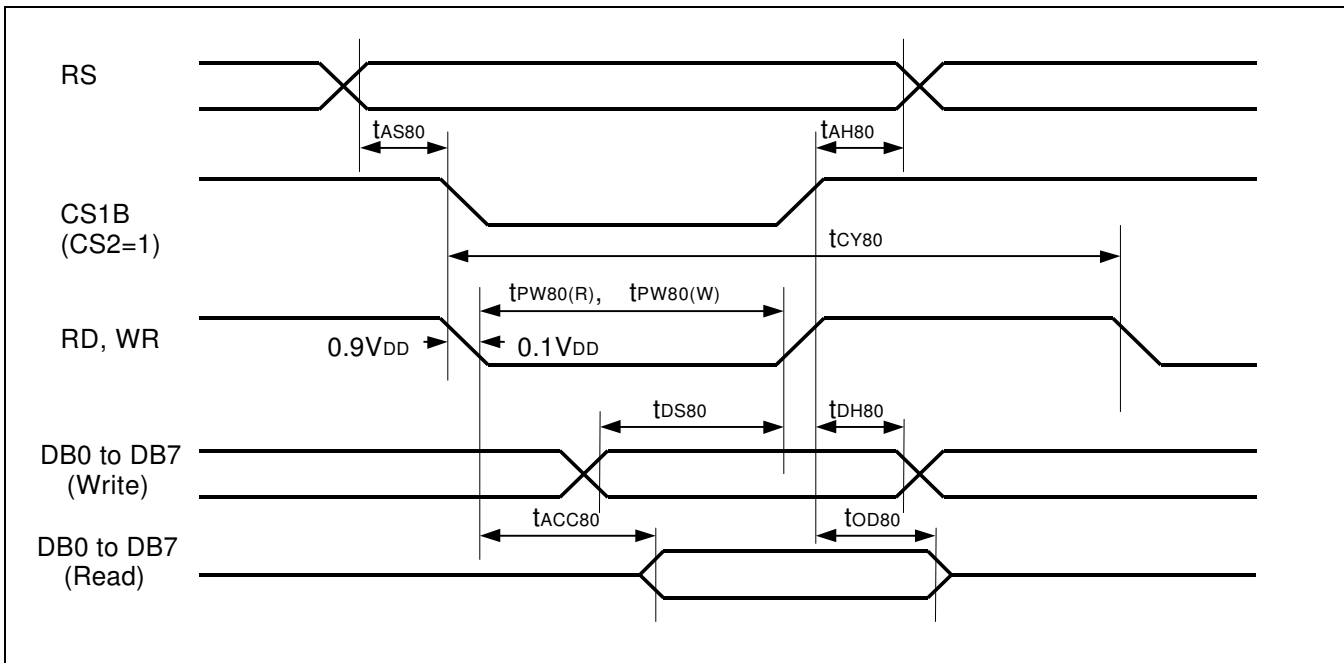 RS
tAS80 tAH80
CS1B
(CS2=1)
tCY80
tPW80(R), tPW80(W)
RD, WR
0.9VDD 0.1VDD
tDS80 tDH80
DB0 to DB7
(Write)
tACC80 tOD80
DB0 to DB7
(Read)